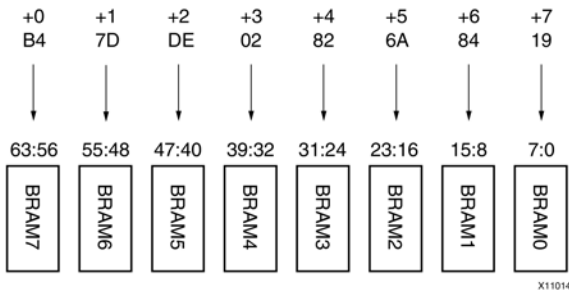 +0 +1 +2 +3 +4 +5 +6 +7
B4 7D DE 02 82 6A 84 19
63:56 55:48 47:40 39:32 31:24 23:16 15:8 7:0
BRAM7 BRAM6 BRAM5 BRAM4 BRAM3 BRAM2 BRAM1 BRAM0
X11014